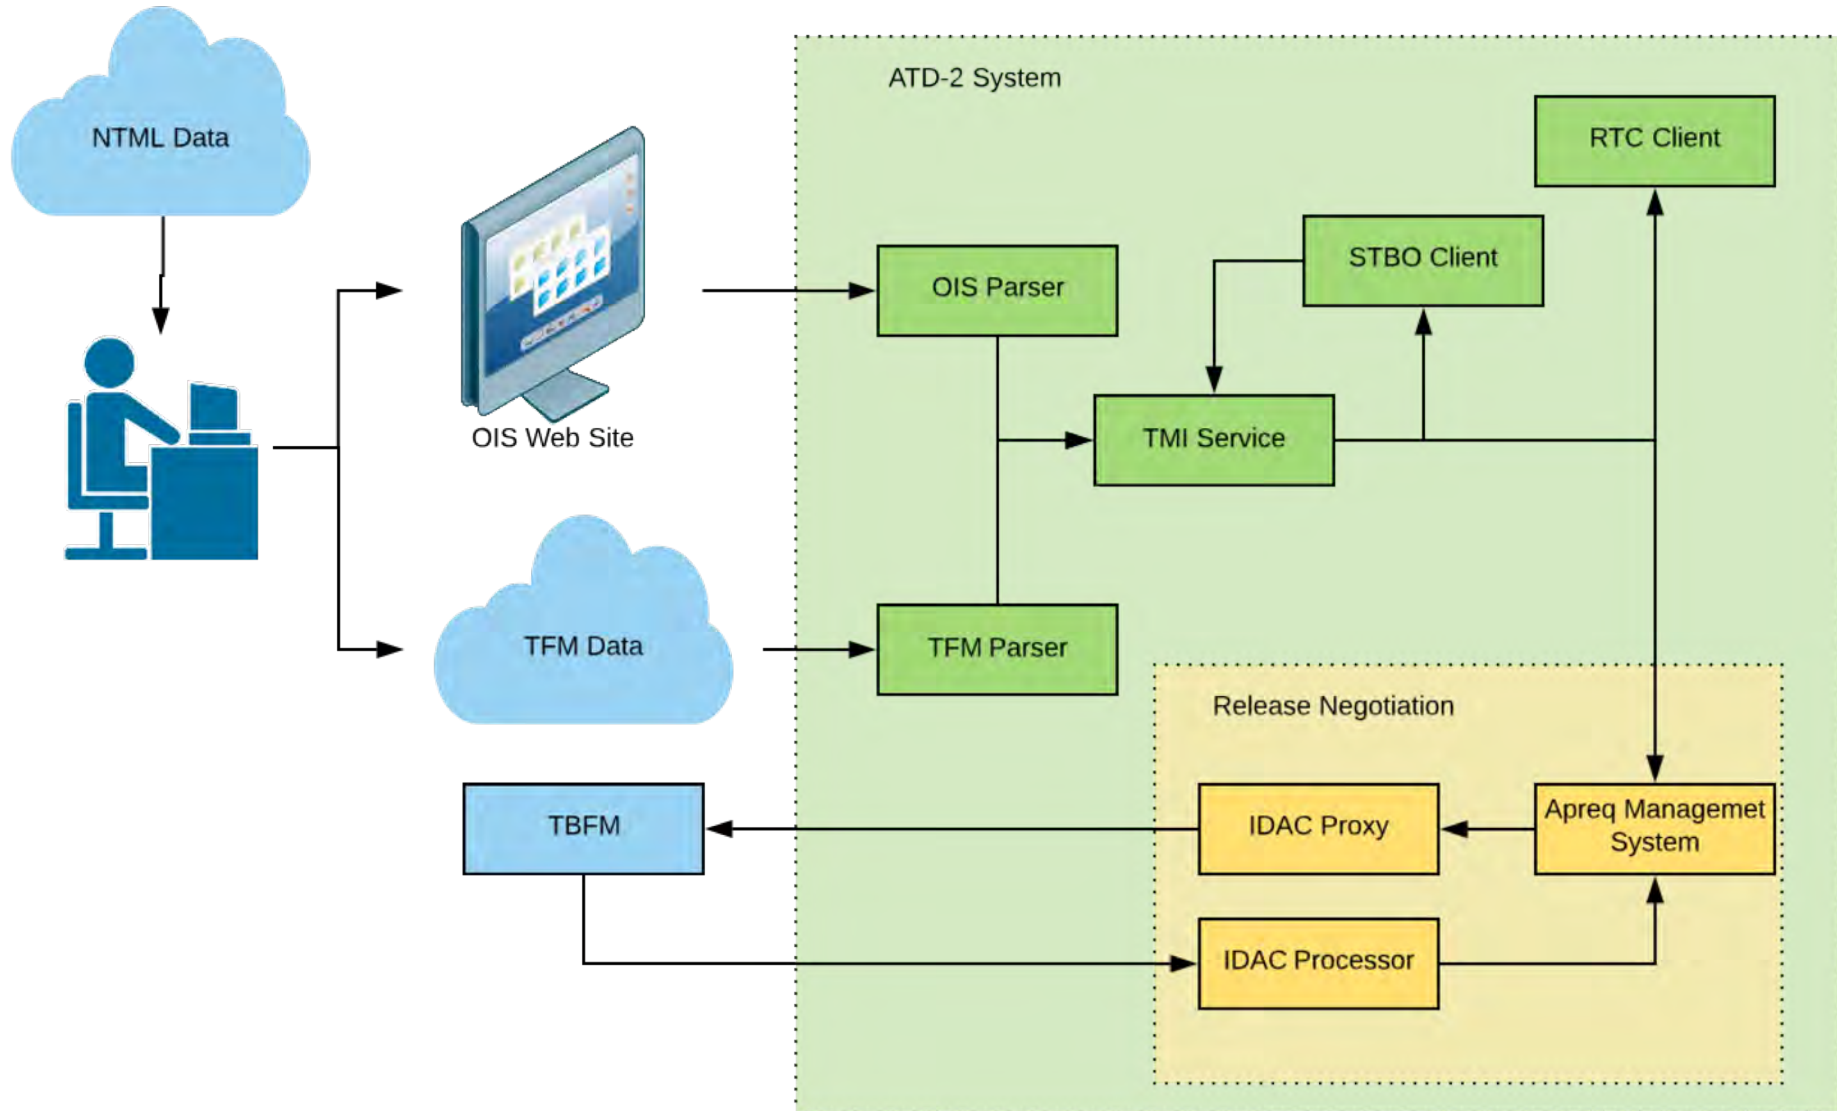 ATD-2 System
NTML Data
RTC Client
STBO Client
OIS Parser
OIS Web Site
TMI Service
TFM Data
TFM Parser
Release Negotiation
TBFM
IDAC Proxy
Apreq Managemet
System
IDAC Processor